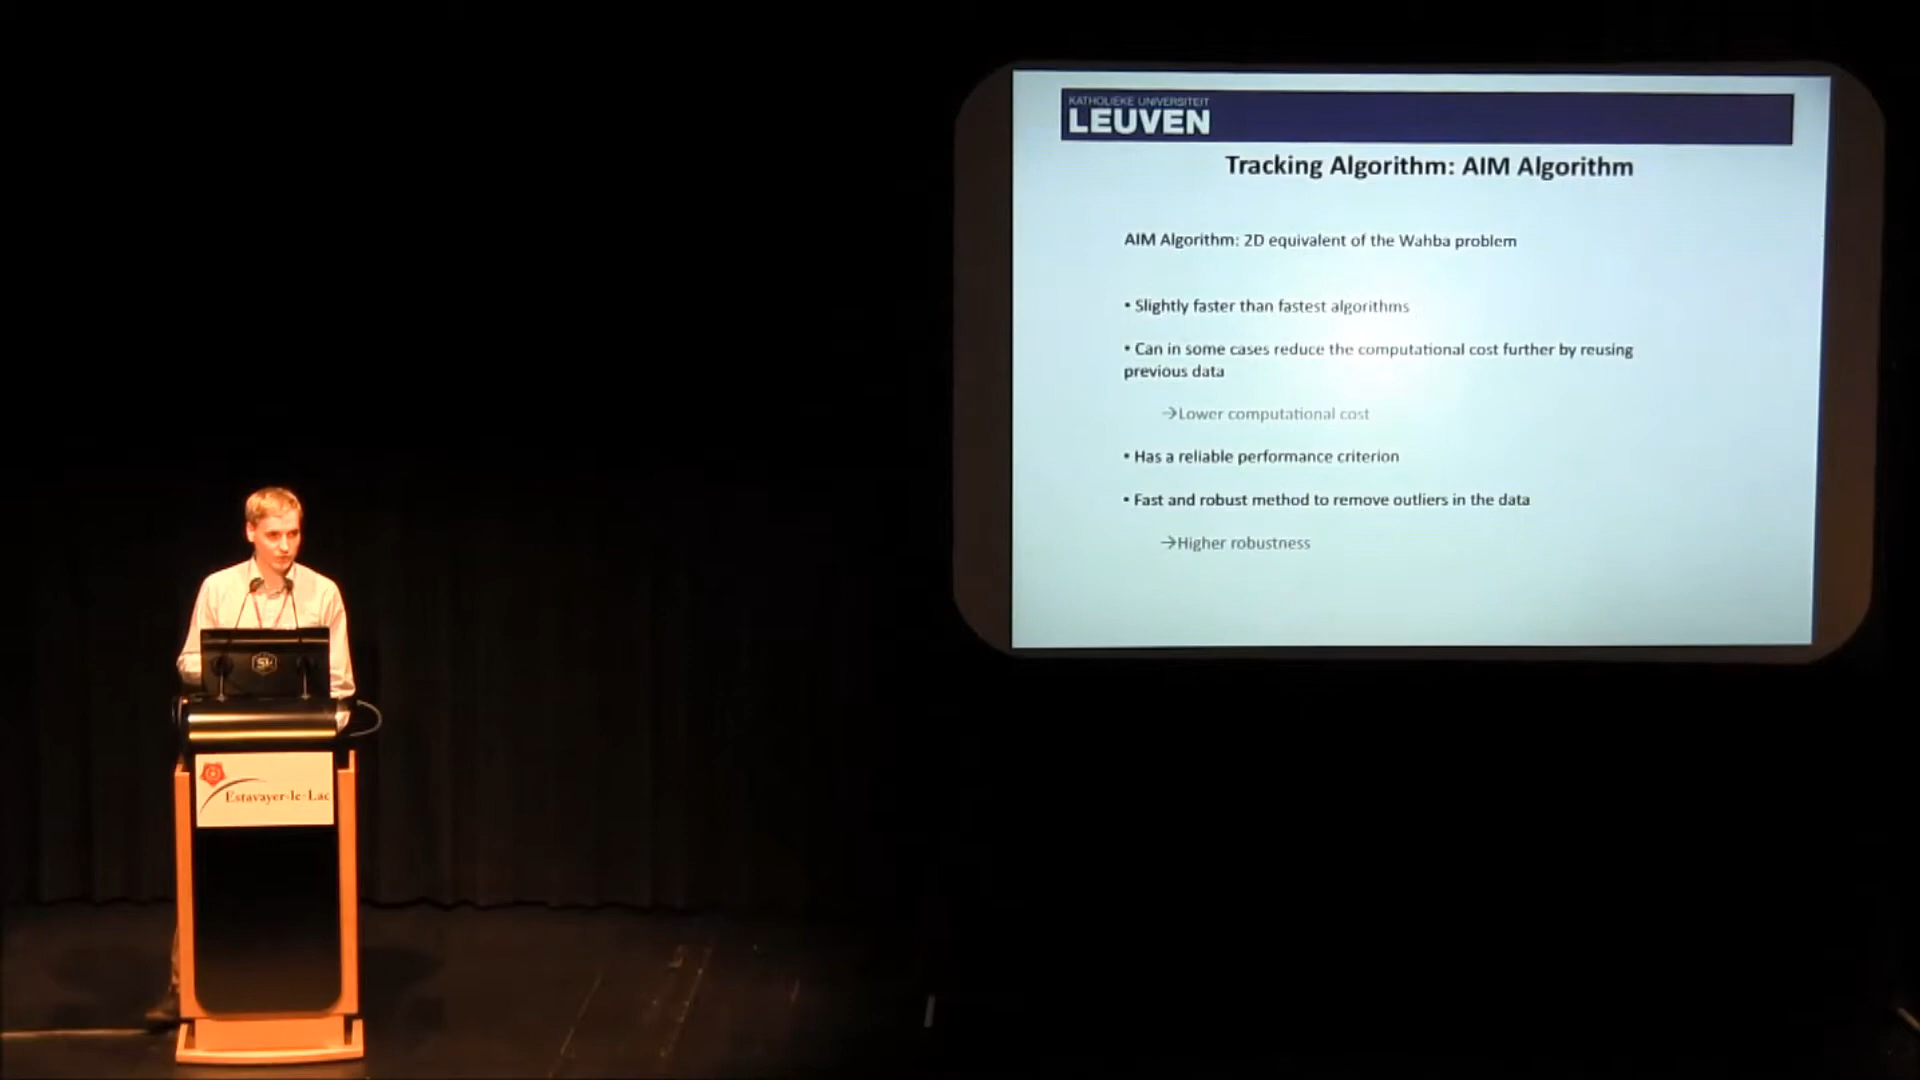 KATHOLIEKE UNIVERSITEIT
LEUVEN
Tracking Algorithm: AIM Algorithm
AIM Algorithm: 2D equivalent of the Wahba problem
• Slightly faster than fastest algorithms
• Can in some cases reduce the computational cost further by reusing
previous data
→Lower computational cost
• Has a reliable performance criterion
• Fast and robust method to remove outliers in the data
→Higher robustness
Estavayer-le-Lac